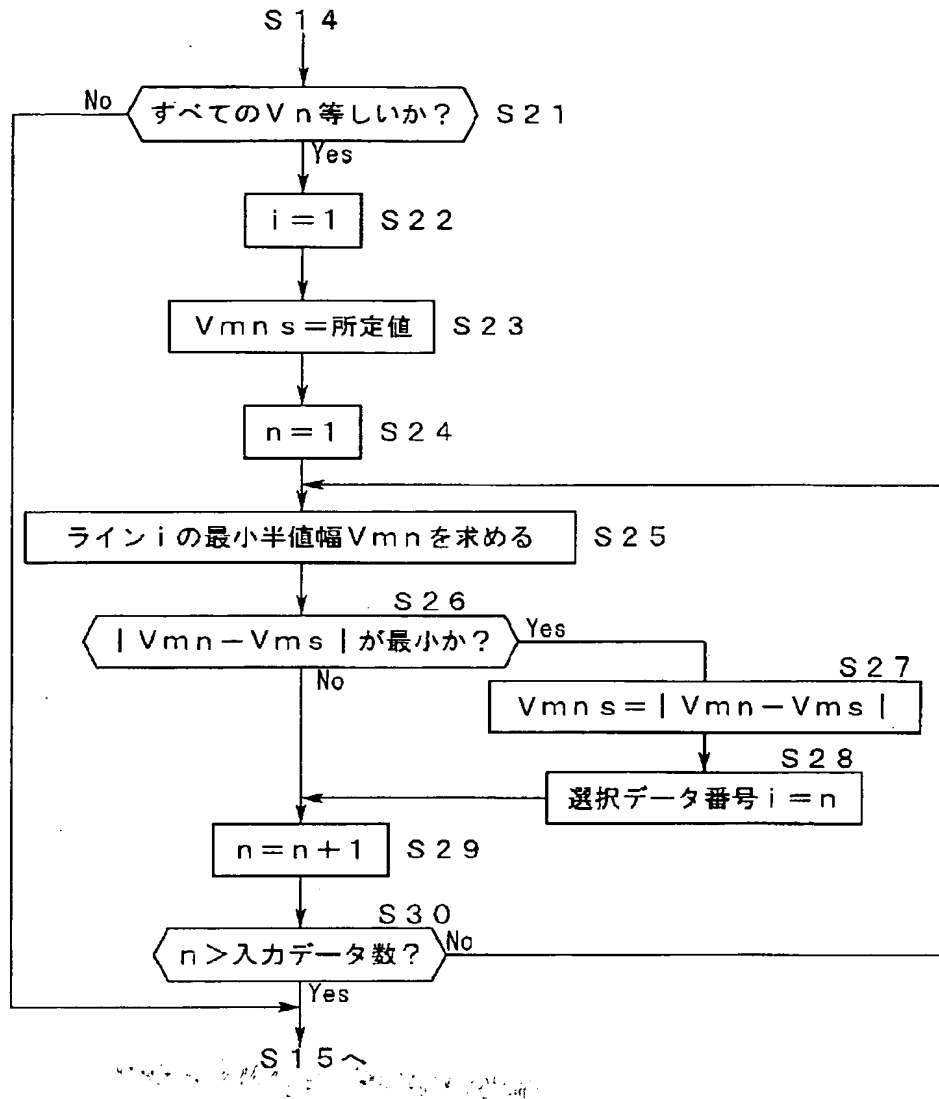 S14
すべてのVn等しいか? S21
No
Yes
i=1 S22
Vmns=所定値 S23
n=1 S24
ラインiの最小半値幅Vmnを求める S25
S26
|Vmn-Vms|が最小か?
Yes
No
S27
Vmns=|Vmn-Vms|
S28
選択データ番号i=n
n=n+1 S29
S30
n>入力データ数?
No
Yes
S15へ